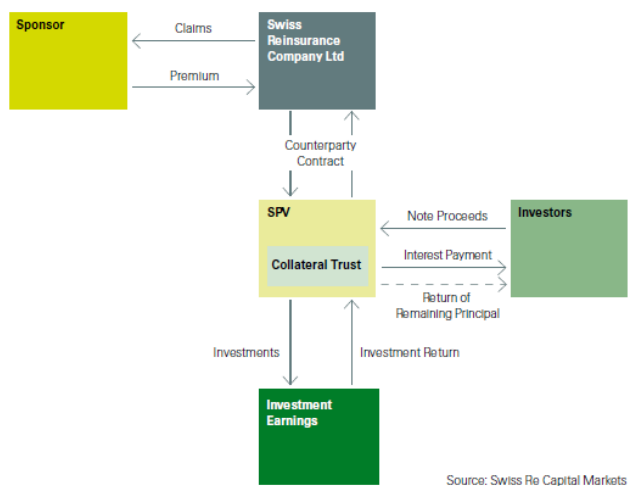 Sponsor
Claims
Premium
Swiss
Reinsurance
Company Ltd
Counterparty
Contract
SPV
Collateral Trust
Note Proceeds
Interest Payment
Return of
Remaining Principal
Investors
Investments
Investment Return
Investment
Earnings
Source: Swiss Re Capital Markets